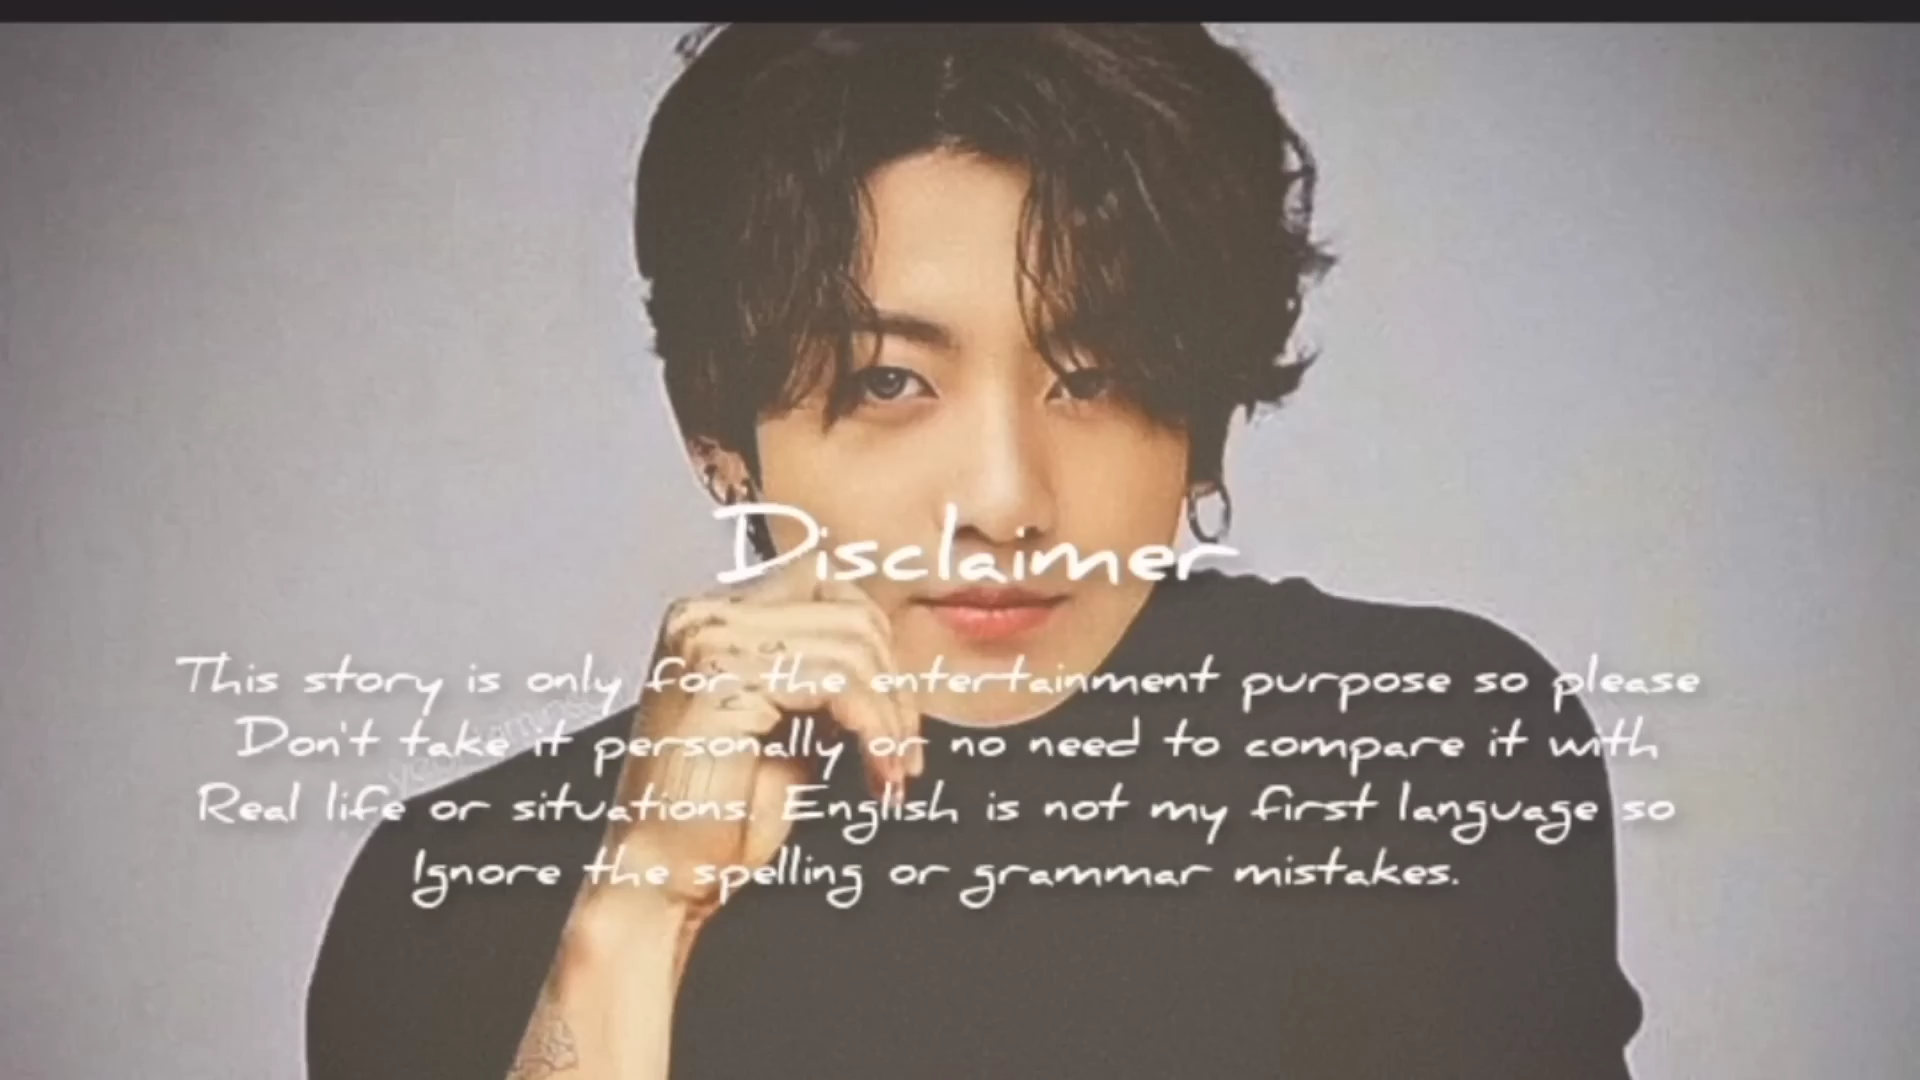 Disclaimer
This story is only for the entertainment purpose so please
Don't take it personally or no need to compare it with
Real life or situations. English is not my first language so
Ignore the spelling or grammar mistakes.